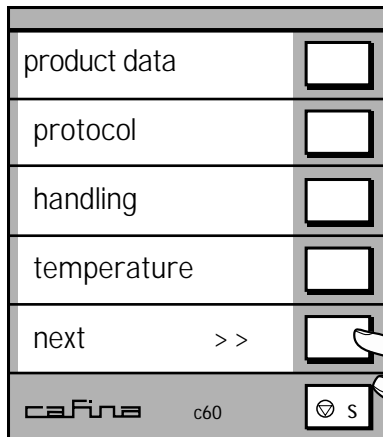 product data
protocol
handling
temperature
next >>
cafina c60 s